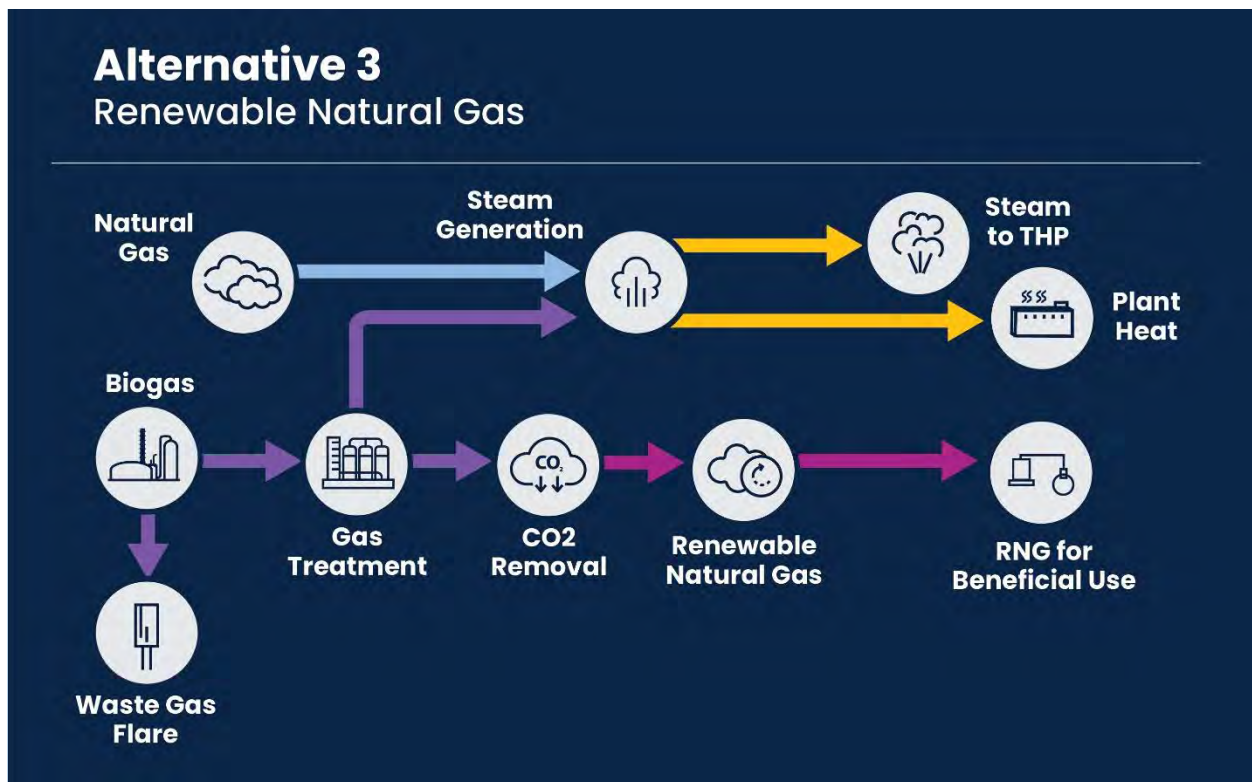 Alternative 3
Renewable Natural Gas
Natural
Gas
Steam
Generation
Steam
to THP
Plant
Heat
Biogas
Gas
Treatment
CO2
CO2
Removal
Renewable
Natural Gas
RNG for
Beneficial Use
Waste Gas
Flare